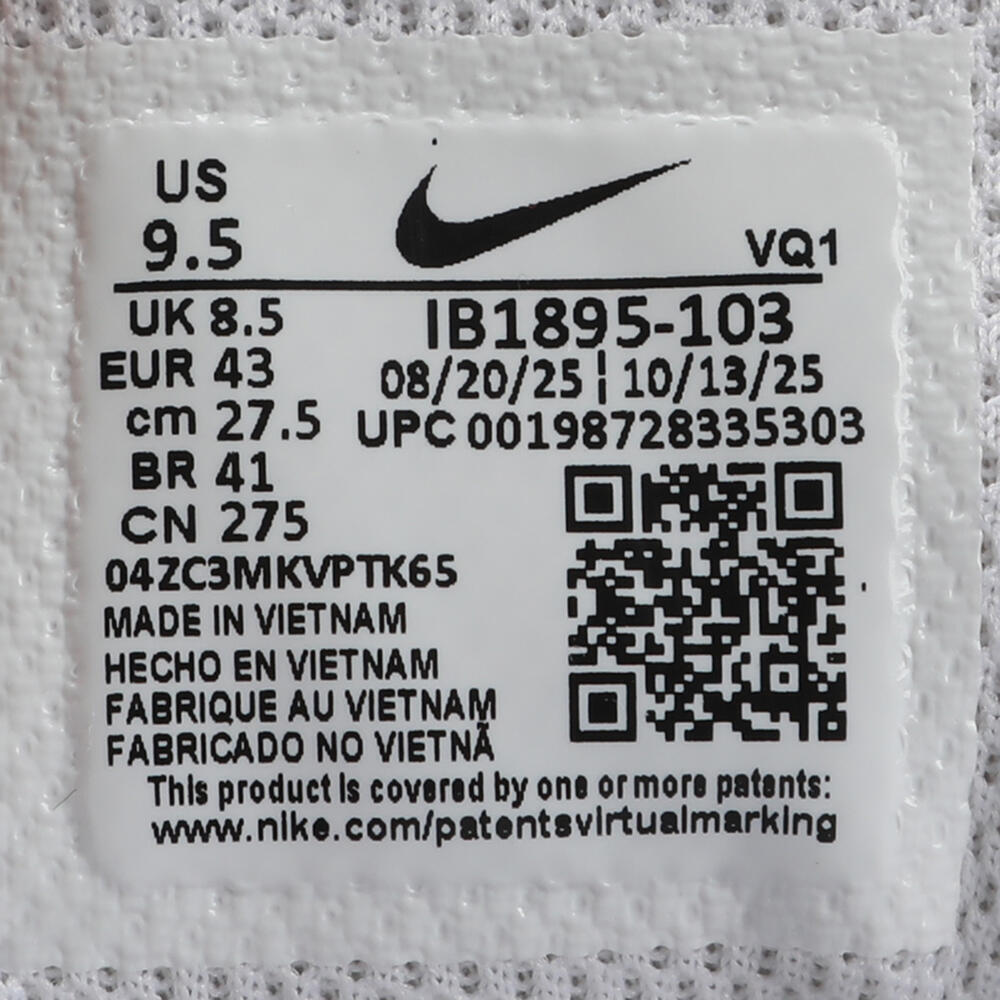 US
9.5
VQ1
UK 8.5
IB1895-103
EUR 43
08/20/25 | 10/13/25
cm 27.5
UPC 00198728335303
BR 41
CN 275
04ZC3MKVPTK65
MADE IN VIETNAM
HECHO EN VIETNAM
FABRIQUE AU VIETNAM
FABRICADO NO VIETNÃ
This product is covered by one or more patents:
www.nike.com/patentsvirtualmarking